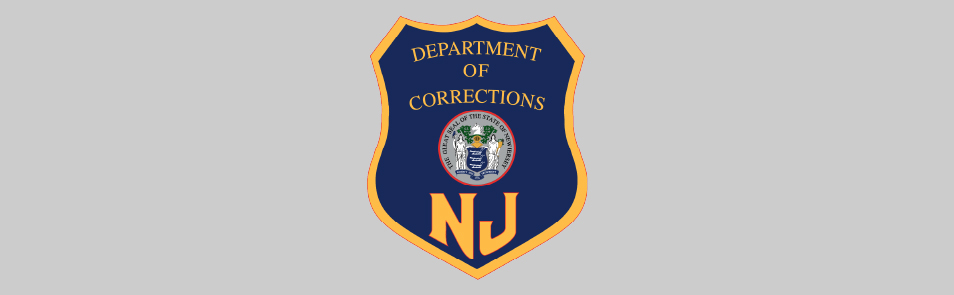 DEPARTMENT
OF
CORRECTIONS
THE GREAT SEAL OF THE STATE OF NEW JERSEY
NJ